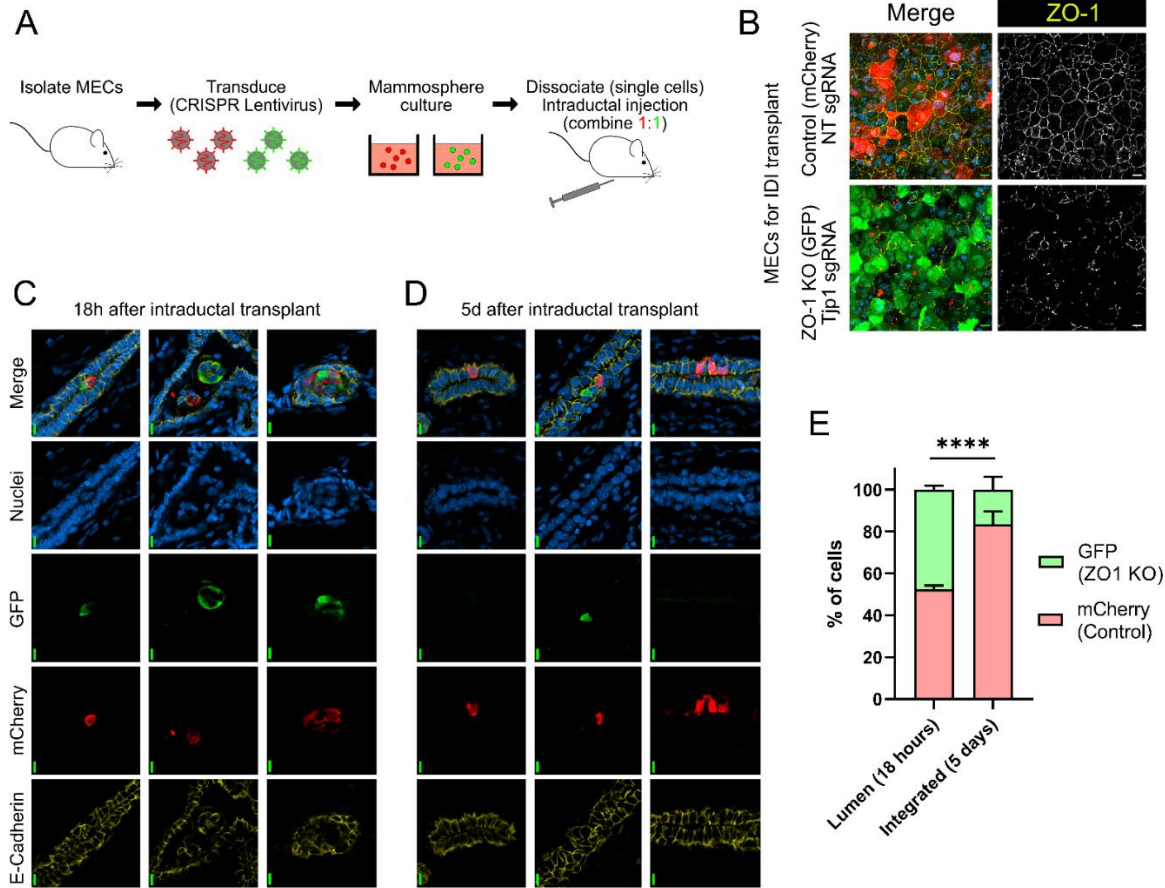 A
Isolate MECs
Transduce
(CRISPR Lentivirus)
Mammosphere
culture
Dissociate (single cells)
Intraductal injection
(combine 1:1)
B
Merge
ZO-1
MECs for IDI transplant
Control (mCherry)
NT sgRNA
ZO-1 KO (GFP)
Tjp1 sgRNA
C
18h after intraductal transplant
D
5d after intraductal transplant
Merge
Nuclei
GFP
mCherry
E-Cadherin
E
****
% of cells
100
80
60
40
20
0
Lumen (18 hours)
Integrated (5 days)
GFP
(ZO1 KO)
mCherry
(Control)